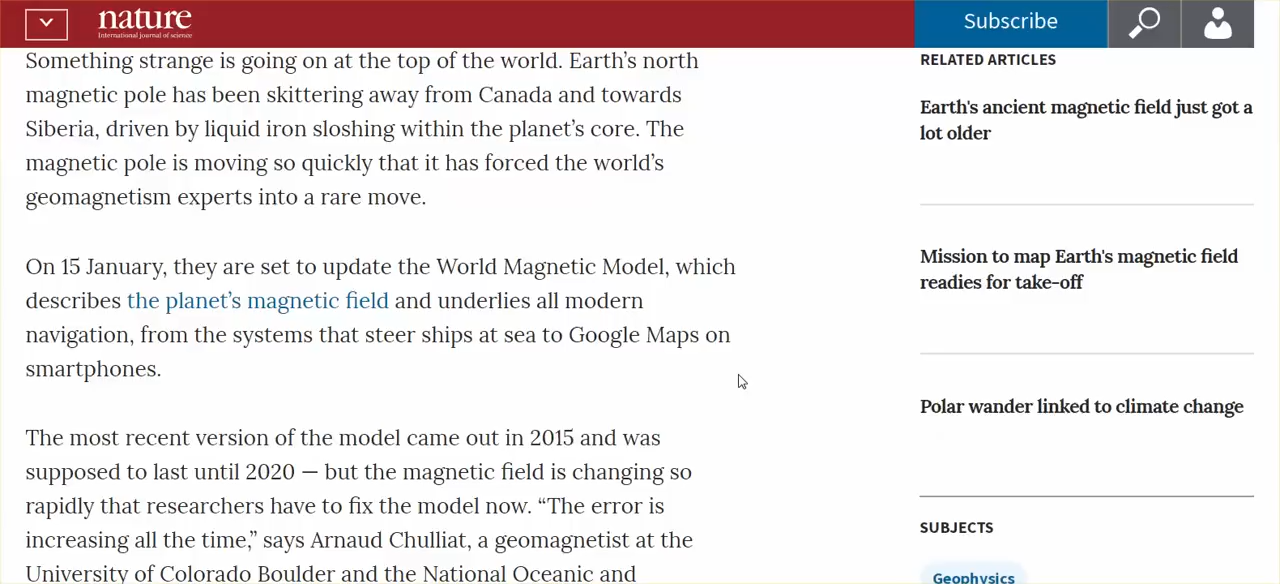 nature
International journal of science
Subscribe
Something strange is going on at the top of the world. Earth’s north
magnetic pole has been skittering away from Canada and towards
Siberia, driven by liquid iron sloshing within the planet’s core. The
magnetic pole is moving so quickly that it has forced the world’s
geomagnetism experts into a rare move.
On 15 January, they are set to update the World Magnetic Model, which
describes the planet’s magnetic field and underlies all modern
navigation, from the systems that steer ships at sea to Google Maps on
smartphones.
The most recent version of the model came out in 2015 and was
supposed to last until 2020 — but the magnetic field is changing so
rapidly that researchers have to fix the model now. “The error is
increasing all the time,” says Arnaud Chulliat, a geomagnetist at the
University of Colorado Boulder and the National Oceanic and
RELATED ARTICLES
Earth's ancient magnetic field just got a
lot older
Mission to map Earth's magnetic field
readies for take-off
Polar wander linked to climate change
SUBJECTS
Geophysics